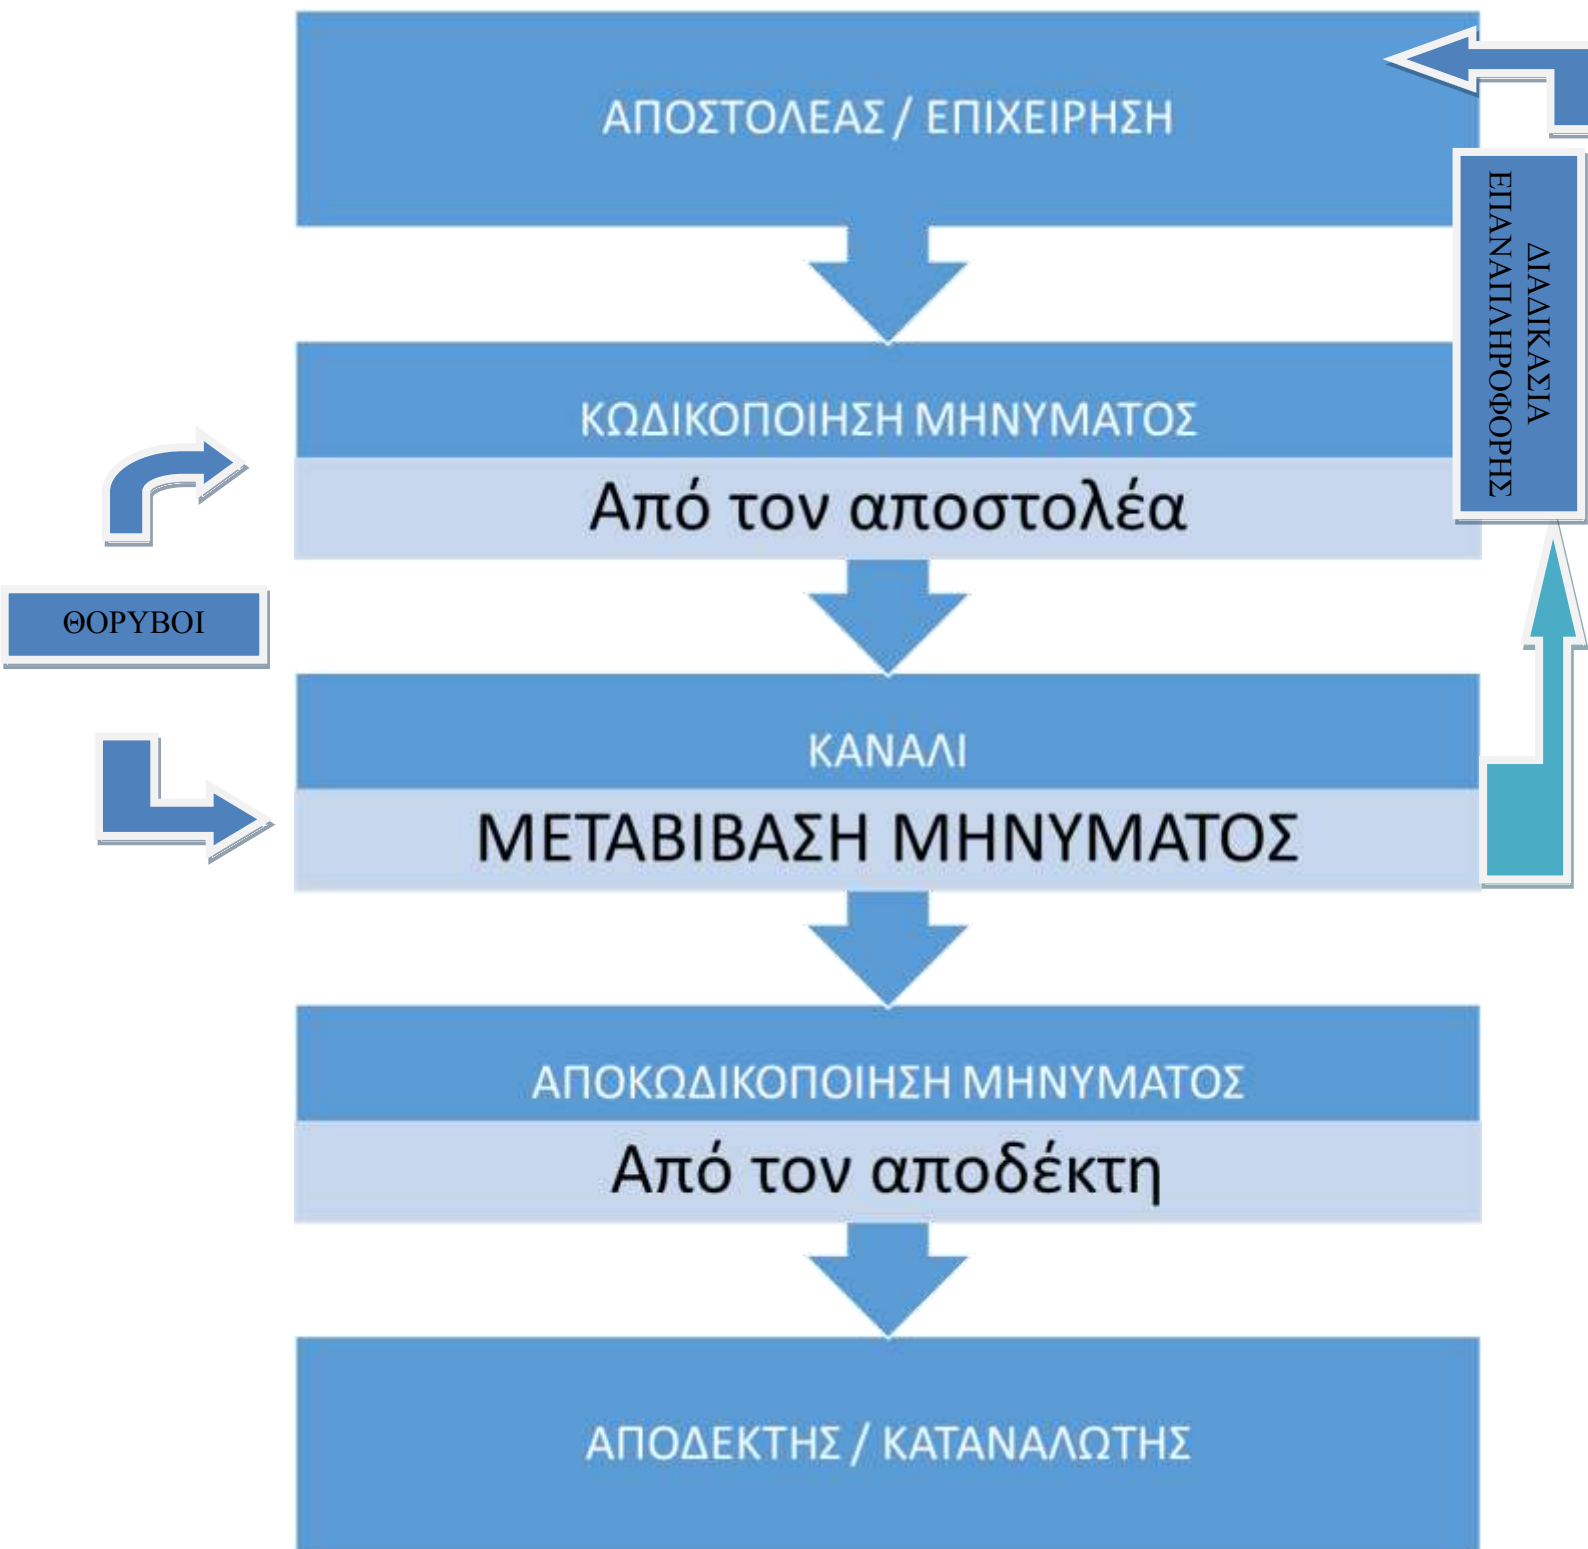 ΑΠΟΣΤΟΛΕΑΣ / ΕΠΙΧΕΙΡΗΣΗ
ΔΙΑΔΙΚΑΣΙΑ
ΕΠΑΝΑΠΛΗΡΟΦΟΡΗΣ
ΚΩΔΙΚΟΠΟΙΗΣΗ ΜΗΝΥΜΑΤΟΣ
Από τον αποστολέα
ΘΟΡΥΒΟΙ
ΚΑΝΑΛΙ
ΜΕΤΑΒΙΒΑΣΗ ΜΗΝΥΜΑΤΟΣ
ΑΠΟΚΩΔΙΚΟΠΟΙΗΣΗ ΜΗΝΥΜΑΤΟΣ
Από τον αποδέκτη
ΑΠΟΔΕΚΤΗΣ / ΚΑΤΑΝΑΛΩΤΗΣ